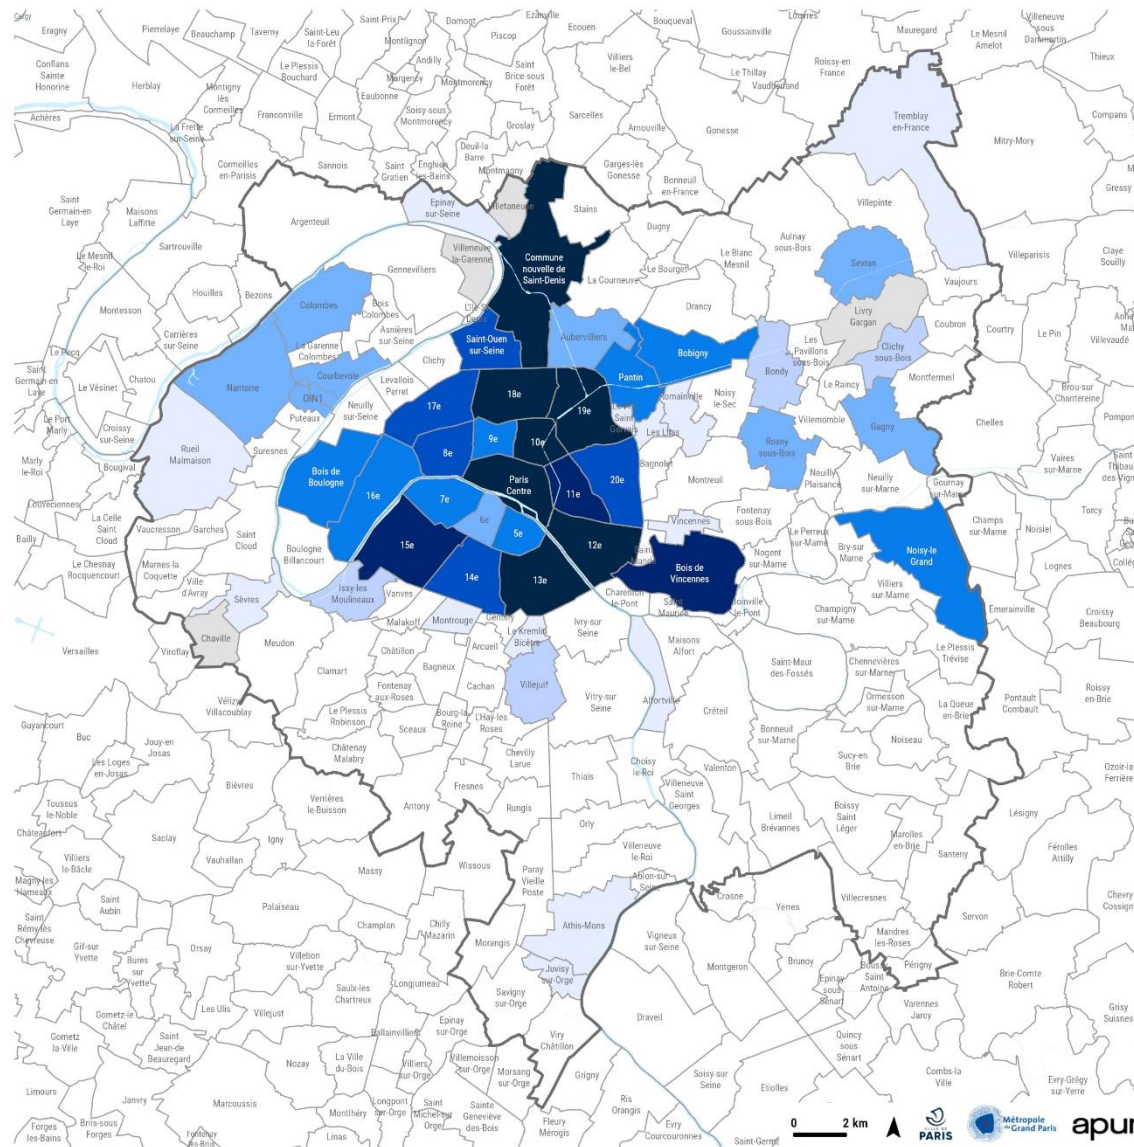 Eragny
Pierrelaye
Beauchamp
Taverny
Saint-Leu
la-Forêt
Saint-Prix
Montlignon
Domont
Piscop
Ezanville
Ecouen
Bouqueval
Goussainville
Louvres
Mauregard
Le Mesnil
Amelot
Villeneuve
sous
Dammartin
Thieux
Conflans
Sainte
Honorine
Herblay
Montigny
lès
Cormeilles
Le Plessis
Bouchard
Andilly
Margency
Montmorency
Saint
Brice-sous
Forêt
Villiers
le-Bel
Le Thillay
Vaudherland
Roissy-en
France
Compans
Achères
La Frette
sur-Seine
Franconville
Ermont
Eaubonne
Soisy-sous
Montmorency
Groslay
Sarcelles
Arnouville
Gonesse
Tremblay
en-France
Mitry-Mory
Cormeilles
en-Parisis
Sannois
Saint
Gratien
Enghien
les-Bains
Deuil-la
Barre
Montmagny
Garges-lès
Gonesse
Bonneuil
en-France
Gressy
Saint
Germain-en
Laye
Maisons
Laffitte
Argenteuil
Epinay
sur-Seine
Villetaneuse
Stains
Dugny
Villepinte
Le Mesnil
le-Roi
Sartrouville
Villeneuve
la-Garenne
Commune
nouvelle de
Saint-Denis
Le Bourget
Le Blanc
Mesnil
Aulnay
sous-Bois
Sevran
Villeparisis
Claye
Souilly
Houilles
Bezons
Colombes
Gennevilliers
La Courneuve
Drancy
Vaujours
Montesson
Carrières
sur-Seine
Bois
Colombes
Asnières
sur-Seine
Saint-Ouen
sur-Seine
Aubervilliers
Bobigny
Livry
Gargan
Coubron
Courtry
Le Pin
Villevaudé
La Garenne
Colombes
Clichy
Pantin
Bondy
Les
Pavillons
sous-Bois
Clichy
sous-Bois
Le Pecq
Le Vésinet
Chatou
Nanterre
Courbevoie
Levallois
Perret
18e
19e
Romainville
Noisy
le-Sec
Le Raincy
Montfermeil
Brou-sur
Chantereine
Saint
Germain-en
Laye
Le Port
Marly
Croissy
sur-Seine
Puteaux
Neuilly
sur-Seine
17e
9e
10e
Les Lilas
Villemomble
Gagny
Chelles
Pompon
Marly
le-Roi
Bougival
Rueil
Malmaison
Suresnes
8e
Bagnolet
Rosny
sous-Bois
Neuilly
Plaisance
Neuilly
sur-Marne
Vaires
sur-Marne
Louveciennes
Bois de
Boulogne
16e
7e
Paris
Centre
11e
20e
Montreuil
Gournay
sur-Marne
La Celle
Saint
Cloud
Vaucresson
Garches
Saint
Cloud
6e
5e
Vincennes
Fontenay
sous-Bois
Le Perreux
sur-Marne
Bry-sur
Marne
Noisy-le
Grand
Champs
sur-Marne
Noisiel
Torcy
Bailly
Le Chesnay
Rocquencourt
Marnes-la
Coquette
Ville
d'Avray
Boulogne
Billancourt
15e
14e
13e
12e
Bois de
Vincennes
Nogent
sur-Marne
Villiers
sur-Marne
Lognes
Sèvres
Issy-les
Moulineaux
Vanves
Malakoff
Montrouge
Gentilly
Charenton
le-Pont
Saint
Maurice
Joinville
le-Pont
Champigny
sur-Marne
Emerainville
Croissy
Beaubourg
Versailles
Viroflay
Chaville
Meudon
Clamart
Châtillon
Bagneux
Arcueil
Le Kremlin
Bicêtre
Ivry-sur
Seine
Maisons
Alfort
Saint-Maur
des-Fossés
Chennevières
sur-Marne
Le Plessis
Trévise
Vélizy
Villacoublay
Fontenay
aux-Roses
Cachan
Villejuif
Vitry-sur
Seine
Alfortville
Créteil
Ormesson
sur-Marne
La Queue
en-Brie
Pontault
Combault
Roissy
en-Brie
Guyancourt
Buc
Jouy-en
Josas
Le Plessis
Robinson
Sceaux
Bourg-la
Reine
L'Haÿ-les
Roses
Bonneuil
sur-Marne
Noiseau
Les Loges
en-Josas
Châtenay
Malabry
Chevilly
Larue
Thiais
Choisy
le-Roi
Valenton
Sucy-en
Brie
Ozoir-la
Ferrière
Toussus
le-Noble
Bièvres
Verrières
le-Buisson
Antony
Fresnes
Rungis
Villeneuve
Saint
Georges
Limeil
Brévannes
Boissy
Saint
Léger
Marolles
en-Brie
Lésigny
Châteaufort
Saclay
Igny
Orly
Santeny
Férolles
Attilly
Villiers
le-Bâcle
Vauhallan
Massy
Wissous
Paray
Vieille
Poste
Villeneuve
le-Roi
Ablon-sur
Seine
Crosne
Yerres
Villecresnes
Servon
Magny-les
Hameaux
Saint
Aubin
Palaiseau
Champlan
Chilly
Mazarin
Athis-Mons
Vigneux
sur-Seine
Mandres
les-Roses
Chevry
Cossigny
Saint
Rémy-lès
Chevreuse
Gif-sur
Yvette
Bures
sur
Yvette
Orsay
Villebon
sur-Yvette
Morangis
Juvisy
sur-Orge
Montgeron
Brunoy
Epinay
sous
Sénart
Boussy
Saint
Antoine
Périgny
Brie-Comte
Robert
Les Ulis
Villejust
Saulx-les
Chartreux
Longjumeau
Savigny
sur-Orge
Draveil
Varennes
Jarcy
Grisy
Suisnes
Gometz
la-Ville
Gometz-le
Châtel
Saint
Jean-de
Beauregard
Ballainvilliers
Epinay
sur-Orge
Viry
Châtillon
Quincy
sous
Sénart
Nozay
La Ville
du-Bois
Villiers
sur-Orge
Villemoisson
sur-Orge
Morsang
sur-Orge
Grigny
Soisy-sur
Seine
Etiolles
Combs-la
Ville
Evry-Grégy
sur-Yerre
Limours
Janvry
Marcoussis
Montlhéry
Longpont
sur-Orge
Saint
Michel-sur
Orge
Sainte
Geneviève
des-Bois
Ris
Orangis
Forges
les-Bains
Briis-sous
Forges
Linas
Fleury
Mérogis
Evry
Courcouronnes
0 2 km
VILLE DE
PARIS
Métropole
du Grand Paris
apur